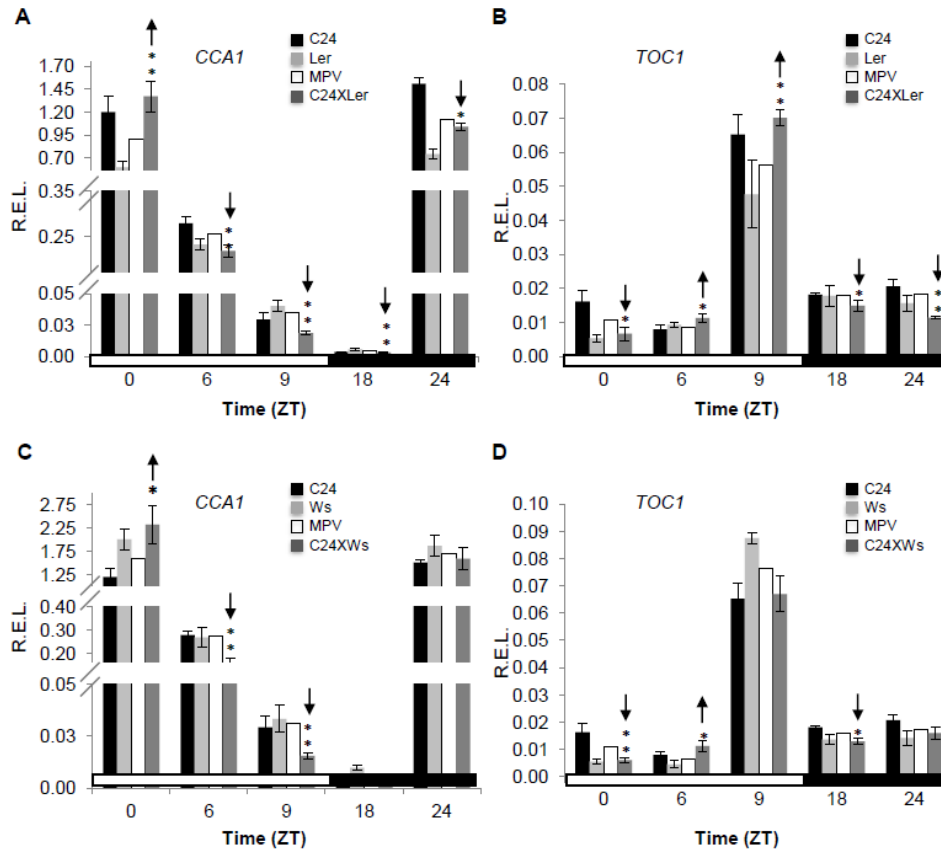 A
CCA1
C24
Ler
MPV
C24XLer
* *
*
* *
* *
* *
1.70
1.45
1.20
0.95
0.70
0.35
0.25
0.05
0.03
0.00
R.E.L.
0 6 9 18 24
Time (ZT)
B
TOC1
C24
Ler
MPV
C24XLer
* *
*
*
*
* *
0.08
0.07
0.06
0.05
0.04
0.03
0.02
0.01
0.00
R.E.L.
0 6 9 18 24
Time (ZT)
C
CCA1
C24
Ws
MPV
C24XWs
*
* *
* *
2.75
2.25
1.75
1.25
0.40
0.30
0.20
0.05
0.03
0.00
R.E.L.
0 6 9 18 24
Time (ZT)
D
TOC1
C24
Ws
MPV
C24XWs
* *
*
*
0.10
0.09
0.08
0.07
0.06
0.05
0.04
0.03
0.02
0.01
0.00
R.E.L.
0 6 9 18 24
Time (ZT)